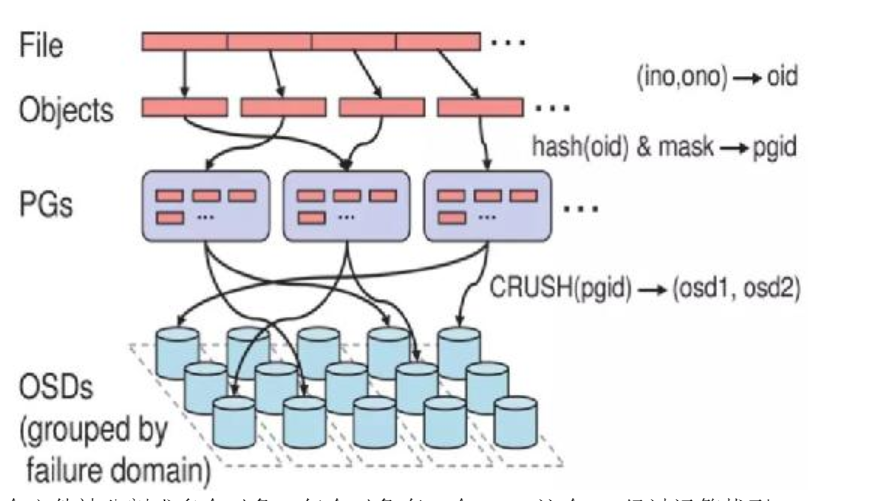 File
...
(ino,ono) → oid
Objects
...
hash(oid) & mask → pgid
PGs
...
...
...
...
CRUSH(pgid) → (osd1, osd2)
OSDs
(grouped by
failure domain)